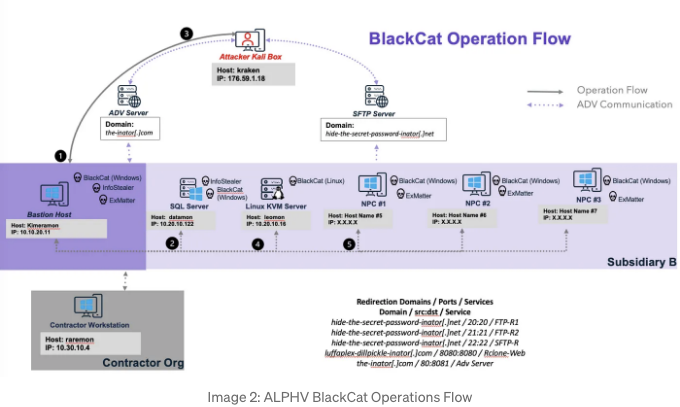 BlackCat Operation Flow
3
Attacker Kali Box
Host: kraken
IP: 176.59.1.18
Operation Flow
ADV Communication
ADV Server
Domain:
the-inator[.]com
SFTP Server
Domain:
hide-the-secret-password-inator[.]net
1
BlackCat (Windows)
InfoStealer
ExMatter
Bastion Host
Host: Kimeramon
IP: 10.10.20.11
InfoStealer
BlackCat
(Windows)
SQL Server
Host: datamon
IP: 10.20.10.122
BlackCat (Linux)
Linux KVM Server
Host: leomon
IP: 10.20.10.16
BlackCat (Windows)
ExMatter
NPC #1
Host: Host Name #5
IP: X.X.X.X
BlackCat (Windows)
ExMatter
NPC #2
Host: Host Name #6
IP: X.X.X.X
BlackCat (Windows)
ExMatter
NPC #3
Host: Host Name #7
IP: X.X.X.X
2
4
5
Subsidiary B
Contractor Workstation
Host: raremon
IP: 10.30.10.4
Contractor Org
Redirection Domains / Ports / Services
Domain / src:dst / Service
hide-the-secret-password-inator[.]net / 20:20 / FTP-R1
hide-the-secret-password-inator[.]net / 21:21 / FTP-R2
hide-the-secret-password-inator[.]net / 22:22 / SFTP-R
luffaplex-dillpickle-inator[.]com / 8080:8080 / Rclone-Web
the-inator[.]com / 80:8081 / Adv Server
Image 2: ALPHV BlackCat Operations Flow